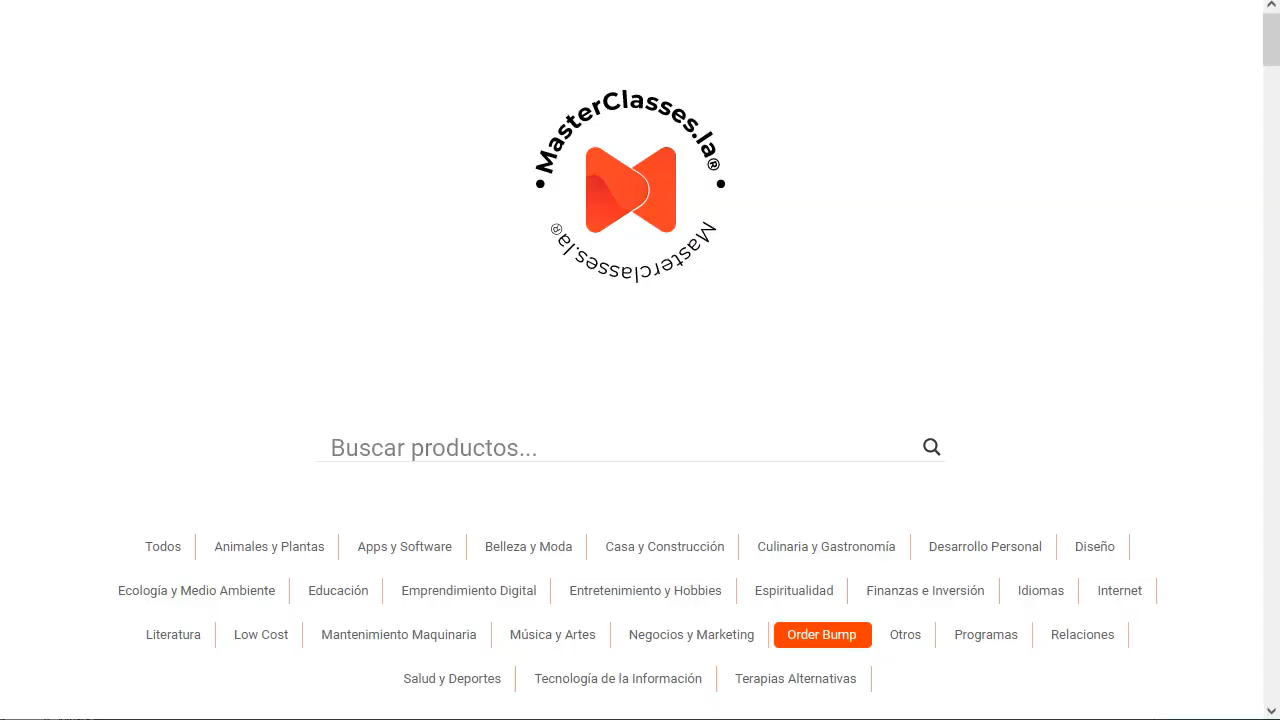 MasterClasses.la®
Masterclasses.la®
Buscar productos...
Todos
Animales y Plantas
Apps y Software
Belleza y Moda
Casa y Construcción
Culinaria y Gastronomía
Desarrollo Personal
Diseño
Ecología y Medio Ambiente
Educación
Emprendimiento Digital
Entretenimiento y Hobbies
Espiritualidad
Finanzas e Inversión
Idiomas
Internet
Literatura
Low Cost
Mantenimiento Maquinaria
Música y Artes
Negocios y Marketing
Order Bump
Otros
Programas
Relaciones
Salud y Deportes
Tecnología de la Información
Terapias Alternativas